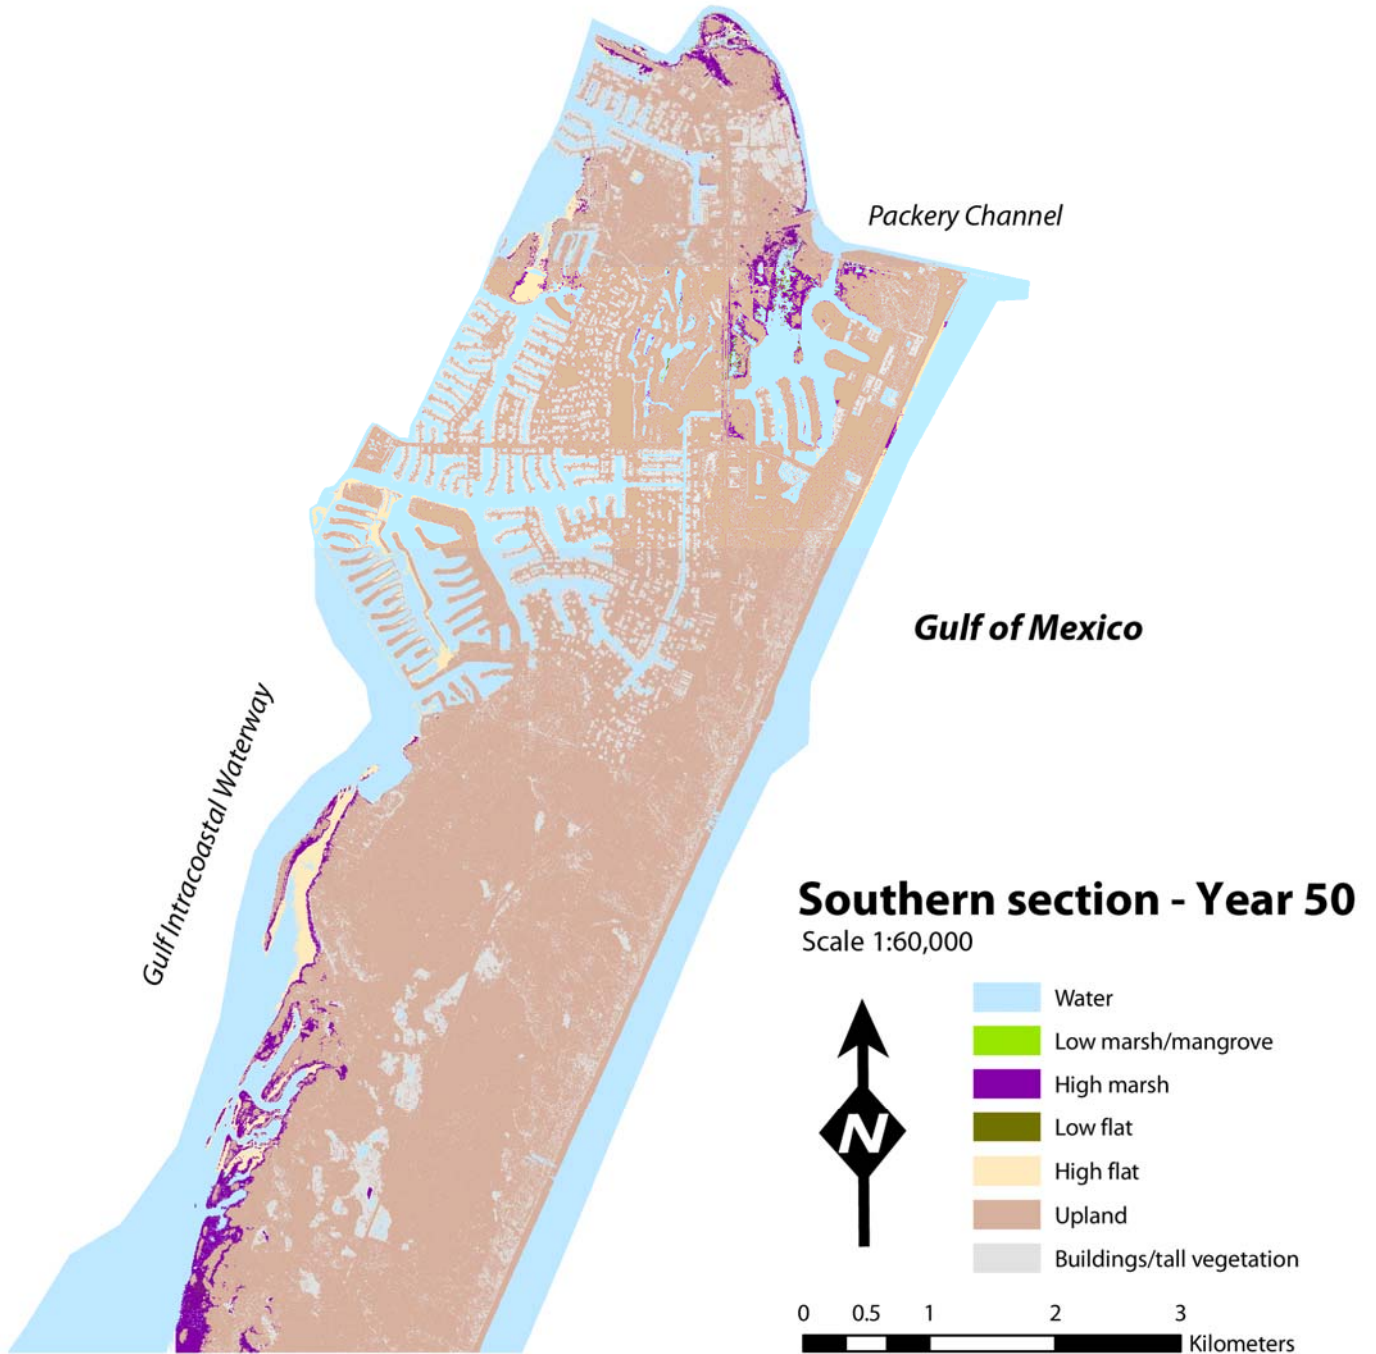 Packery Channel
Gulf of Mexico
Gulf Intracoastal Waterway
Southern section - Year 50
Scale 1:60,000
N
Water
Low marsh/mangrove
High marsh
Low flat
High flat
Upland
Buildings/tall vegetation
0 0.5 1 2 3
Kilometers